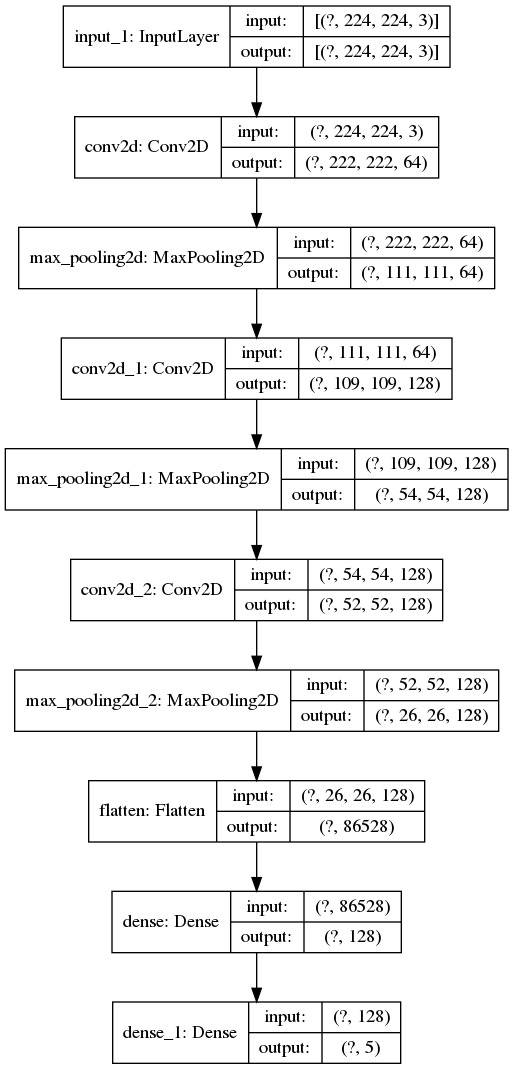 input_1: InputLayer
input: [(?, 224, 224, 3)]
output: [(?, 224, 224, 3)]
conv2d: Conv2D
input: (?, 224, 224, 3)
output: (?, 222, 222, 64)
max_pooling2d: MaxPooling2D
input: (?, 222, 222, 64)
output: (?, 111, 111, 64)
conv2d_1: Conv2D
input: (?, 111, 111, 64)
output: (?, 109, 109, 128)
max_pooling2d_1: MaxPooling2D
input: (?, 109, 109, 128)
output: (?, 54, 54, 128)
conv2d_2: Conv2D
input: (?, 54, 54, 128)
output: (?, 52, 52, 128)
max_pooling2d_2: MaxPooling2D
input: (?, 52, 52, 128)
output: (?, 26, 26, 128)
flatten: Flatten
input: (?, 26, 26, 128)
output: (?, 86528)
dense: Dense
input: (?, 86528)
output: (?, 128)
dense_1: Dense
input: (?, 128)
output: (?, 5)